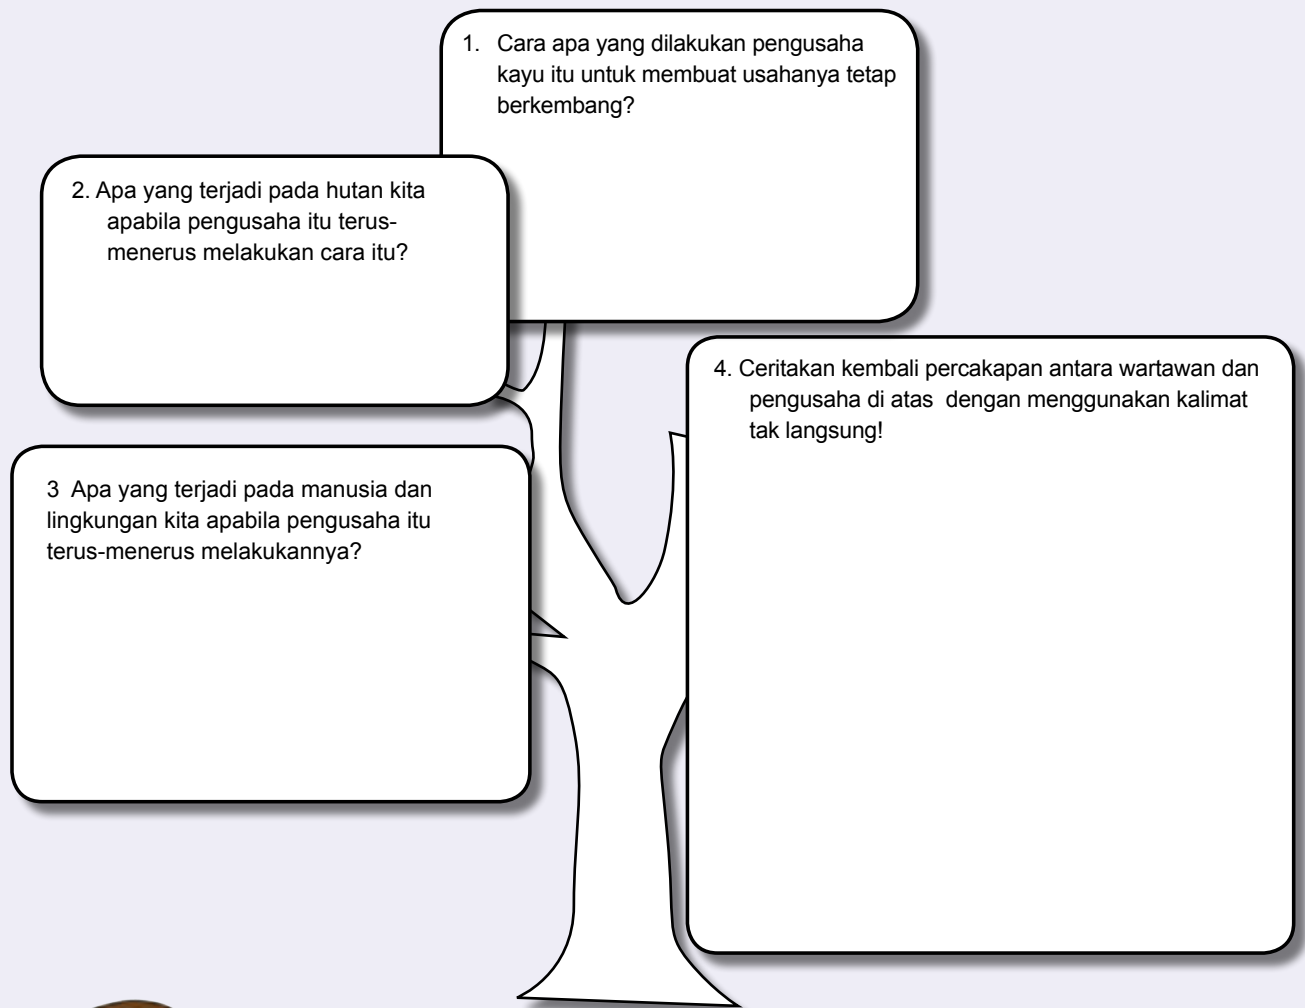 1. Cara apa yang dilakukan pengusaha
kayu itu untuk membuat usahanya tetap
berkembang?
2. Apa yang terjadi pada hutan kita
apabila pengusaha itu terus-
menerus melakukan cara itu?
3 Apa yang terjadi pada manusia dan
lingkungan kita apabila pengusaha itu
terus-menerus melakukannya?
4. Ceritakan kembali percakapan antara wartawan dan
pengusaha di atas dengan menggunakan kalimat
tak langsung!